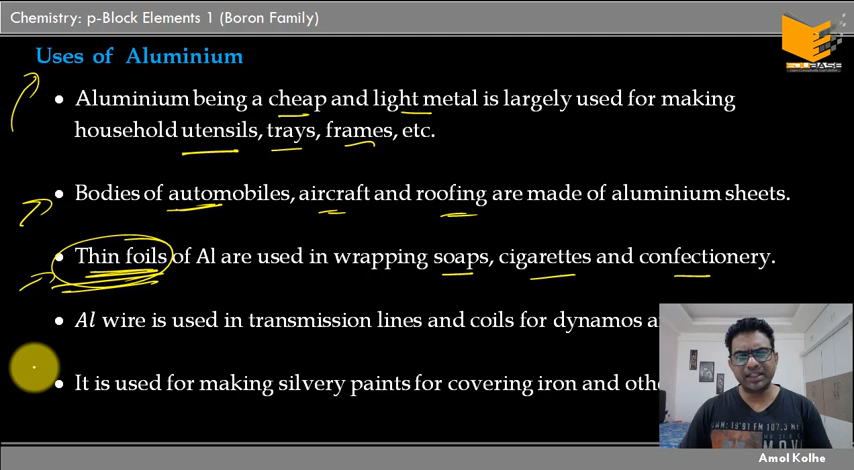 Chemistry: p-Block Elements 1 (Boron Family)
EDUBASE
Uses of Aluminium
• Aluminium being a cheap and light metal is largely used for making
household utensils, trays, frames, etc.
• Bodies of automobiles, aircraft and roofing are made of aluminium sheets.
• Thin foils of Al are used in wrapping soaps, cigarettes and confectionery.
• Al wire is used in transmission lines and coils for dynamos
• It is used for making silvery paints for covering iron and
Amol Kolhe